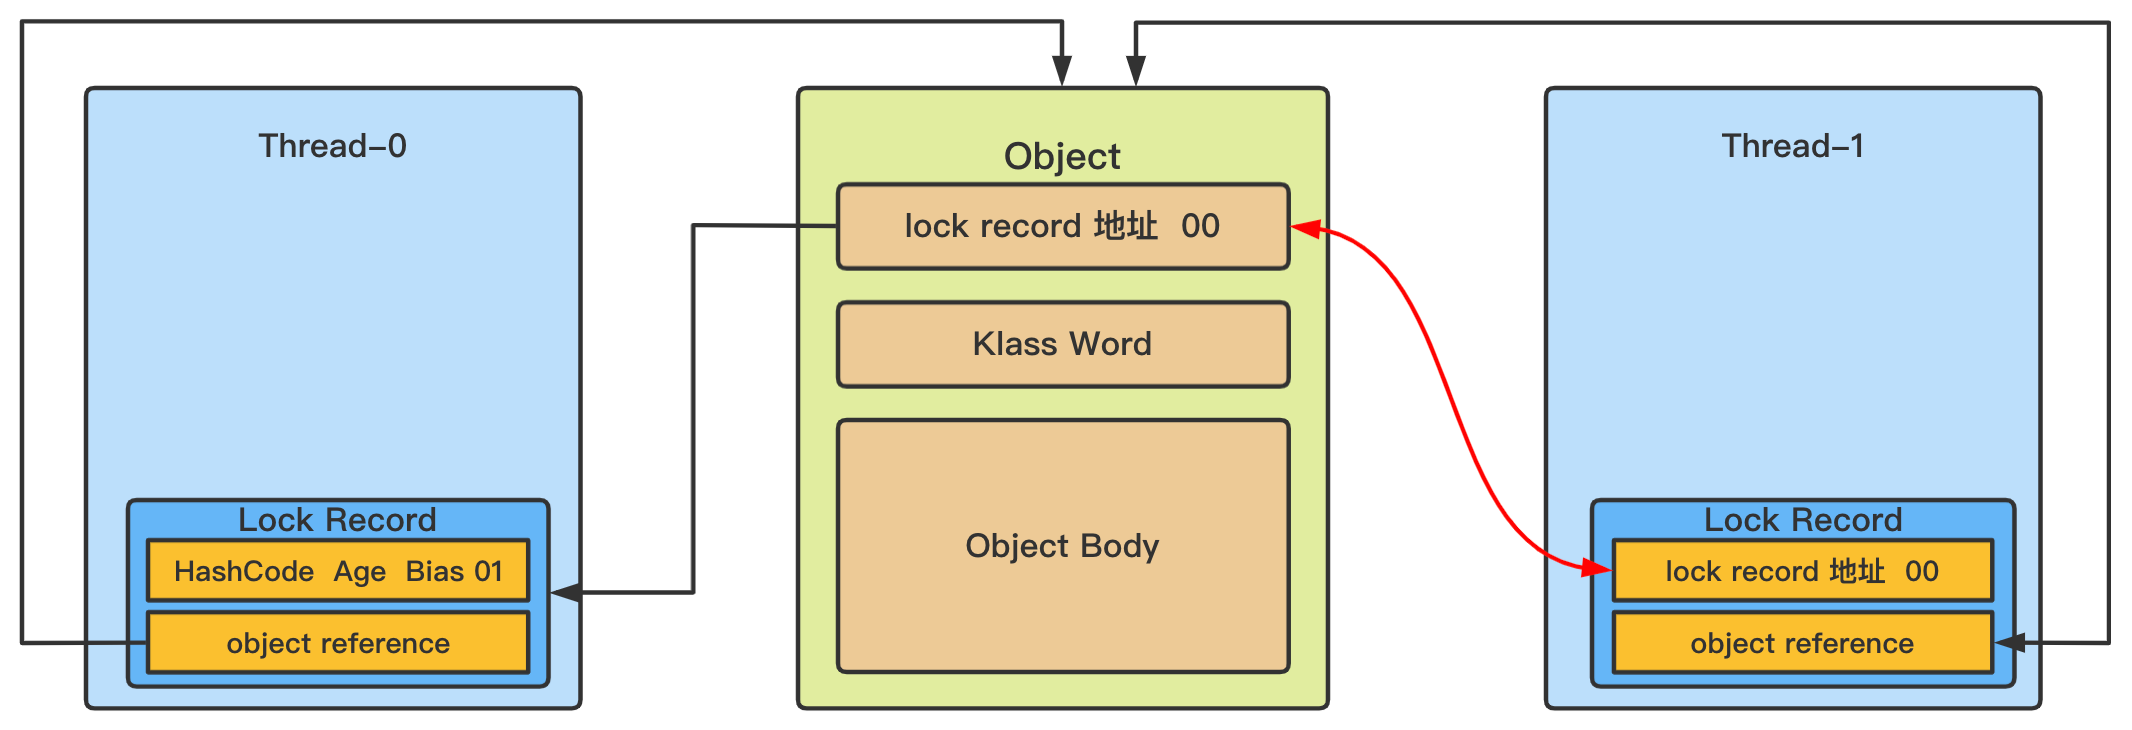 Thread–0
Lock Record
HashCode Age Bias 01
object reference
Object
lock record 地址 00
Klass Word
Object Body
Thread–1
Lock Record
lock record 地址 00
object reference